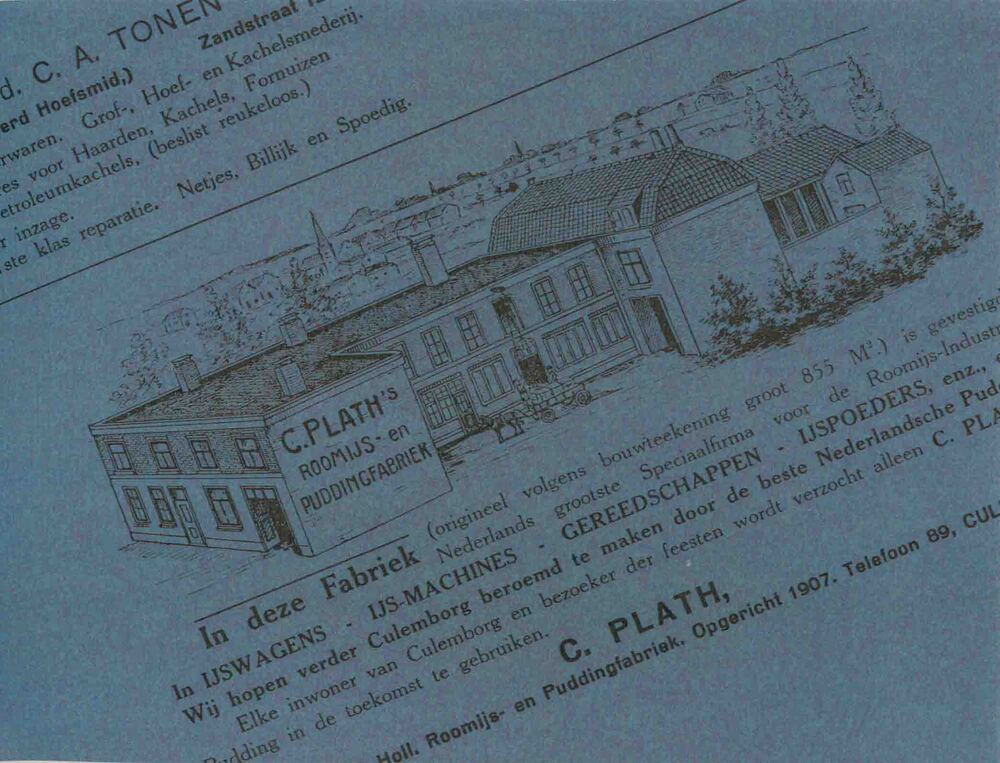 d. C. A. TONEN
Zandstraat
erd Hoefsmid,)
rwaren. Grof-, Hoef- en Kachelsmederij.
es voor Haarden, Kachels, Fornuizen
etroleumkachels, (beslist reukeloos.)
r inzage.
ste klas reparatie. Netjes, Billijk en Spoedig.
C. PLATH's
ROOMIJS- en
PUDDINGFABRIEK
In deze Fabriek (origineel volgens bouwteekening groot 855 M².) is gevestig
Nederlands grootste Speciaalfirma voor de Roomijs-Industr
In IJSWAGENS - IJS-MACHINES - GEREEDSCHAPPEN - IJSPOEDERS, enz.,
Wij hopen verder Culemborg beroemd te maken door de beste Nederlandsche Pud
Elke inwoner van Culemborg en bezoeker der feesten wordt verzocht alleen C. PLA
Pudding in de toekomst te gebruiken.
C. PLATH,
Holl. Roomijs- en Puddingfabriek. Opgericht 1907. Telefoon 89, CUL